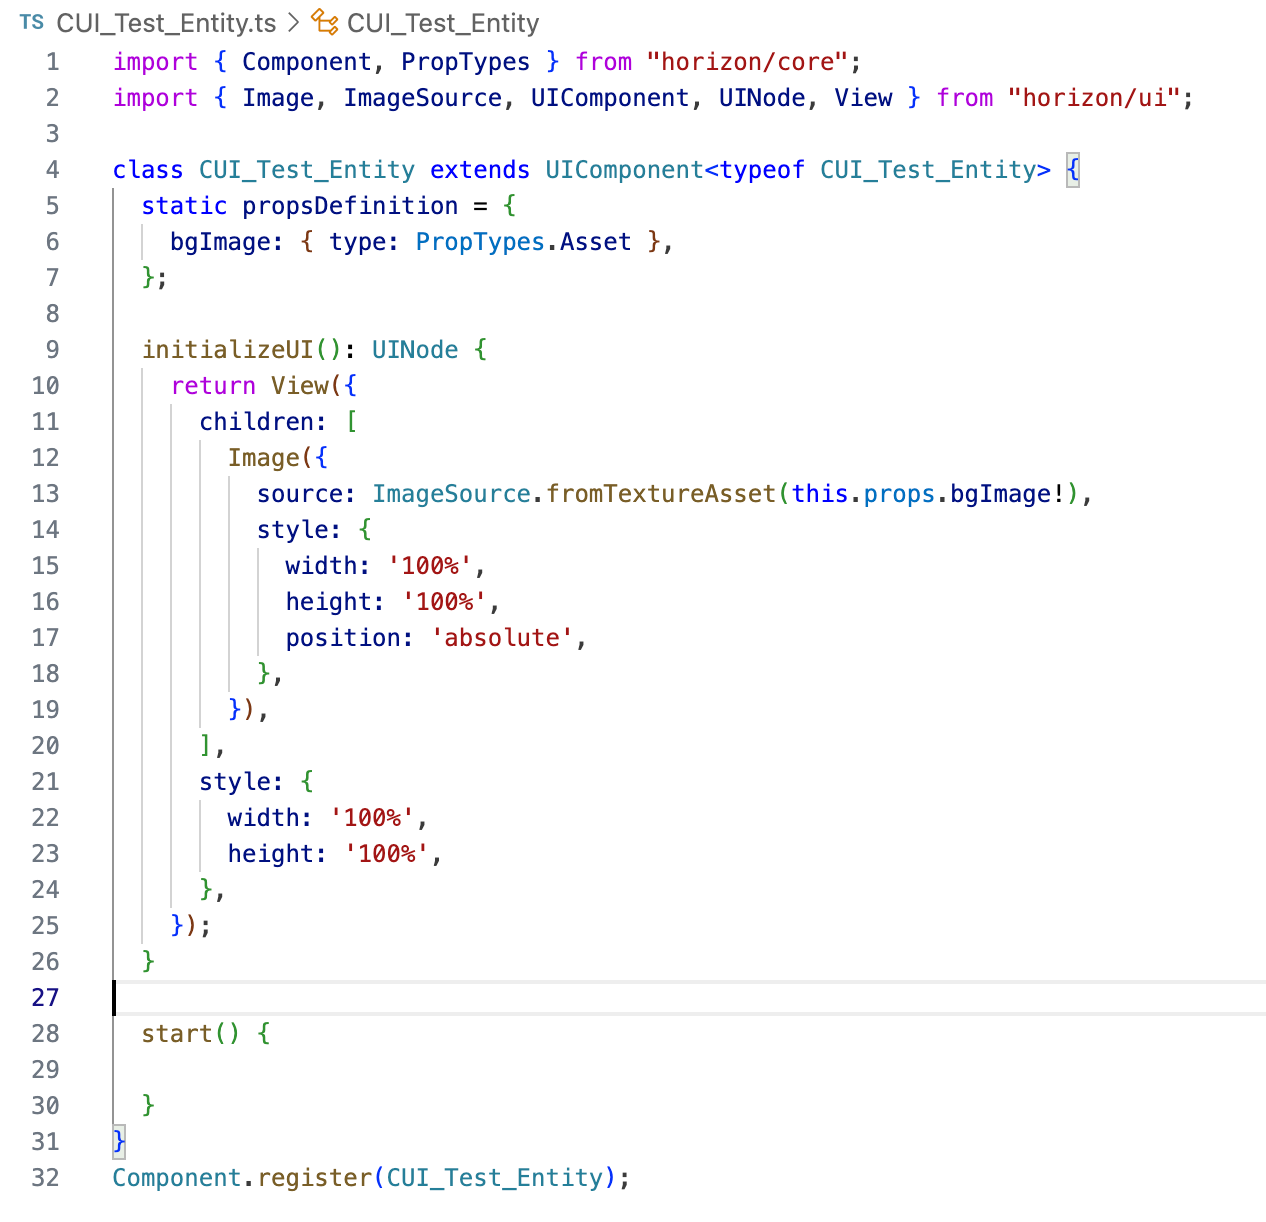 TS CUI_Test_Entity.ts > CUI_Test_Entity
1 import { Component, PropTypes } from "horizon/core";
2 import { Image, ImageSource, UIComponent, UINode, View } from "horizon/ui";
3
4 class CUI_Test_Entity extends UIComponent<typeof CUI_Test_Entity> {
5   static propsDefinition = {
6     bgImage: { type: PropTypes.Asset },
7   };
8
9   initializeUI(): UINode {
10     return View({
11       children: [
12         Image({
13           source: ImageSource.fromTextureAsset(this.props.bgImage!),
14           style: {
15             width: '100%',
16             height: '100%',
17             position: 'absolute',
18           },
19         }),
20       ],
21       style: {
22         width: '100%',
23         height: '100%',
24       },
25     });
26   }
27
28   start() {
29
30   }
31 }
32 Component.register(CUI_Test_Entity);